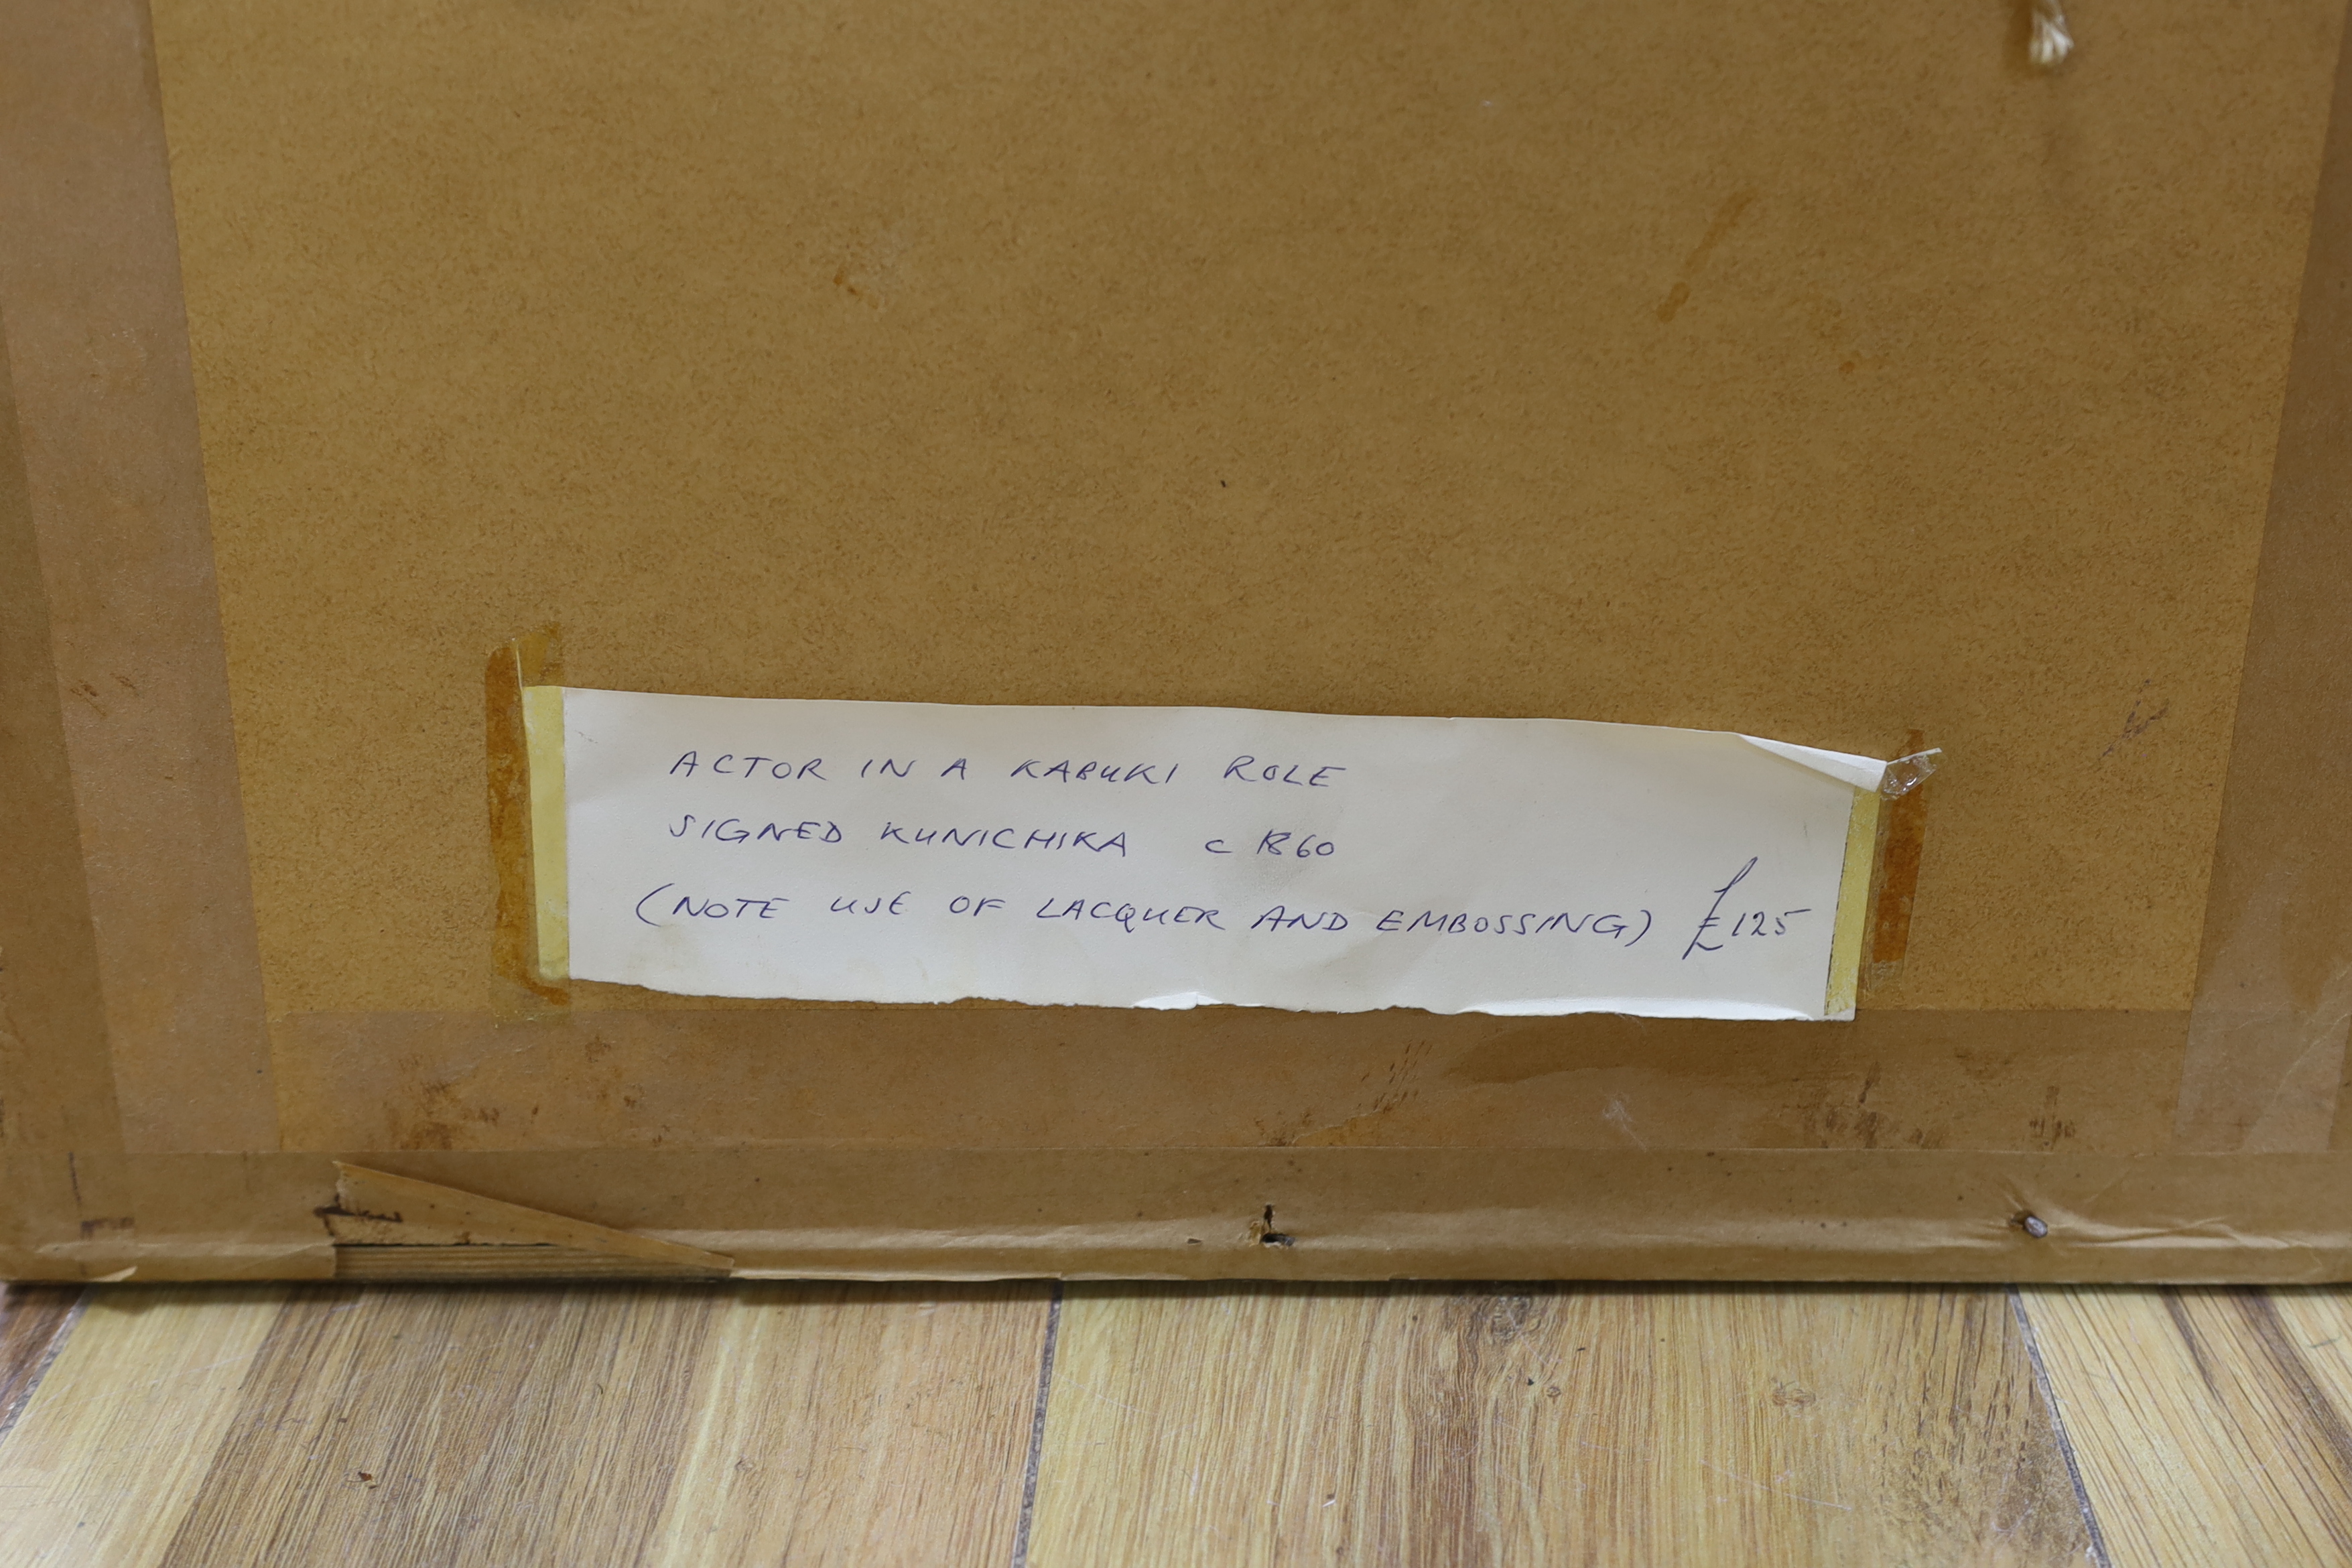 ACTOR IN A KABUKI ROLE
SIGNED KUNICHIKA c 1860
(NOTE USE OF LACQUER AND EMBOSSING) £125